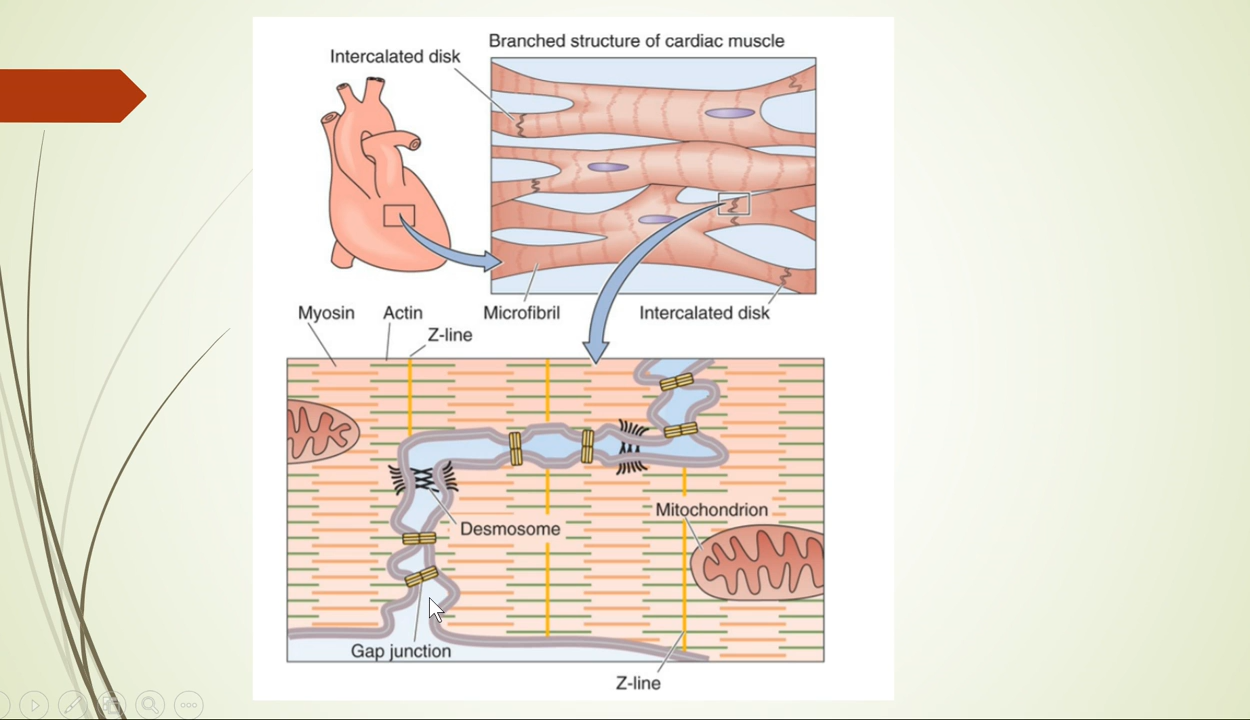 Branched structure of cardiac muscle
Intercalated disk
Microfibril
Intercalated disk
Myosin
Actin
Z-line
Desmosome
Mitochondrion
Gap junction
Z-line